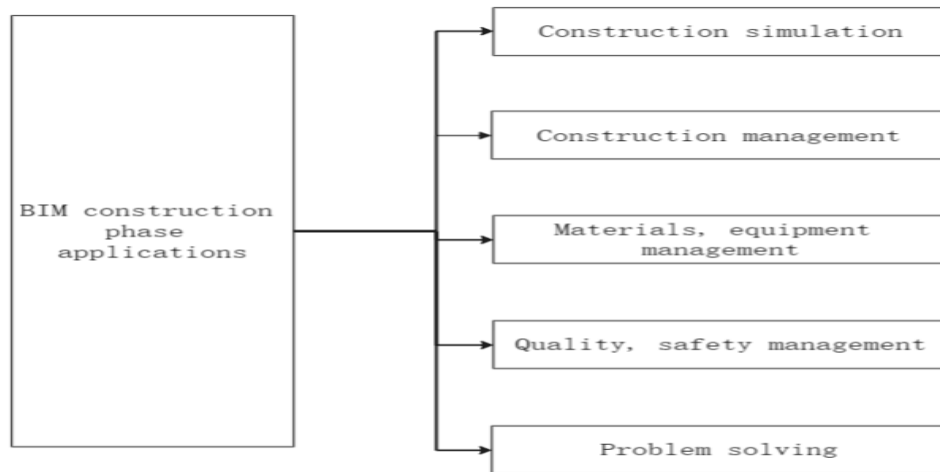 BIM construction
phase
applications
Construction simulation
Construction management
Materials, equipment
management
Quality, safety management
Problem solving